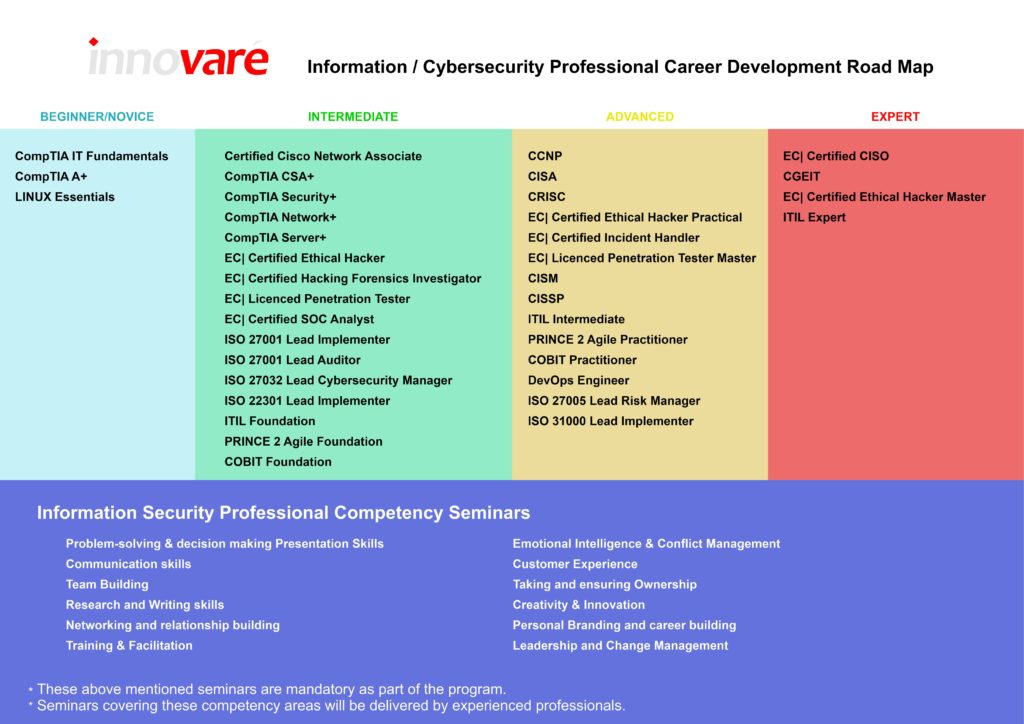 innovaré
Information / Cybersecurity Professional Career Development Road Map
BEGINNER/NOVICE
CompTIA IT Fundamentals
CompTIA A+
LINUX Essentials
INTERMEDIATE
Certified Cisco Network Associate
CompTIA CSA+
CompTIA Security+
CompTIA Network+
CompTIA Server+
EC| Certified Ethical Hacker
EC| Certified Hacking Forensics Investigator
EC| Licenced Penetration Tester
EC| Certified SOC Analyst
ISO 27001 Lead Implementer
ISO 27001 Lead Auditor
ISO 27032 Lead Cybersecurity Manager
ISO 22301 Lead Implementer
ITIL Foundation
PRINCE 2 Agile Foundation
COBIT Foundation
ADVANCED
CCNP
CISA
CRISC
EC| Certified Ethical Hacker Practical
EC| Certified Incident Handler
EC| Licenced Penetration Tester Master
CISM
CISSP
ITIL Intermediate
PRINCE 2 Agile Practitioner
COBIT Practitioner
DevOps Engineer
ISO 27005 Lead Risk Manager
ISO 31000 Lead Implementer
EXPERT
EC| Certified CISO
CGEIT
EC| Certified Ethical Hacker Master
ITIL Expert
Information Security Professional Competency Seminars
Problem-solving & decision making Presentation Skills
Communication skills
Team Building
Research and Writing skills
Networking and relationship building
Training & Facilitation
Emotional Intelligence & Conflict Management
Customer Experience
Taking and ensuring Ownership
Creativity & Innovation
Personal Branding and career building
Leadership and Change Management
* These above mentioned seminars are mandatory as part of the program.
* Seminars covering these competency areas will be delivered by experienced professionals.